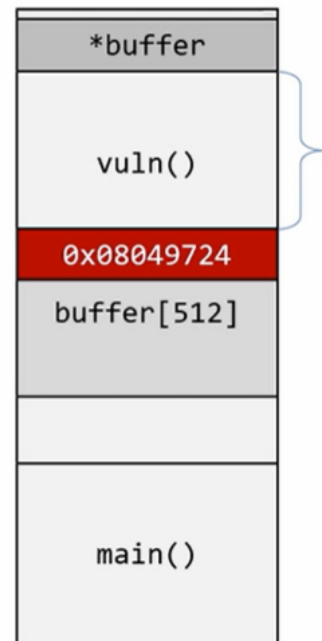 *buffer
vuln()
0x08049724
buffer[512]
main()